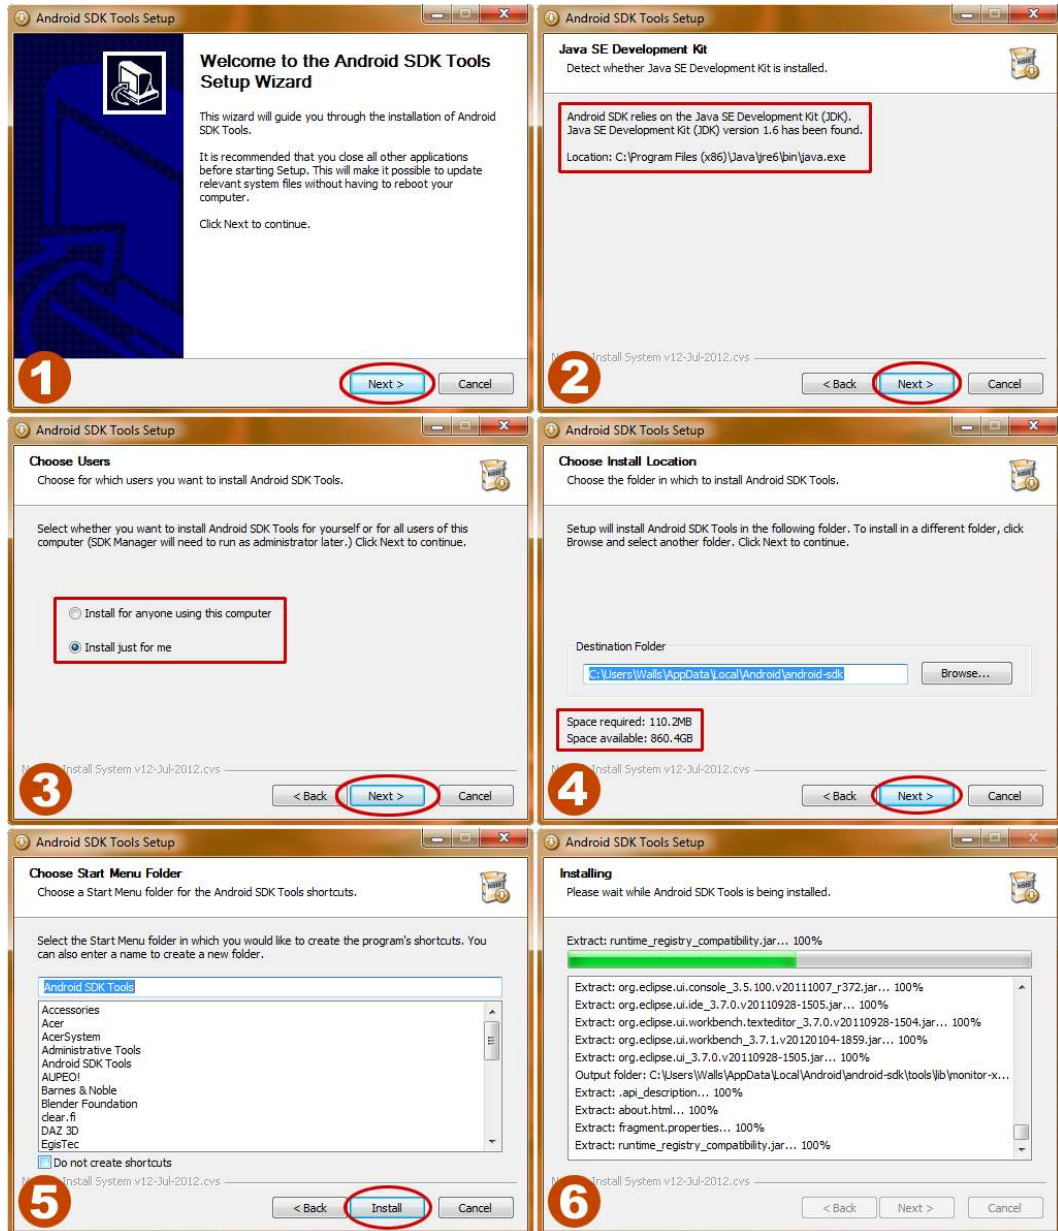 Android SDK Tools Setup
Welcome to the Android SDK Tools
Setup Wizard
This wizard will guide you through the installation of Android
SDK Tools.
It is recommended that you close all other applications
before starting Setup. This will make it possible to update
relevant system files without having to reboot your
computer.
Click Next to continue.
1
Next >
Cancel
Android SDK Tools Setup
Java SE Development Kit
Detect whether Java SE Development Kit is installed.
Android SDK relies on the Java SE Development Kit (JDK).
Java SE Development Kit (JDK) version 1.6 has been found.
Location: C:\Program Files (x86)\Java\jre6\bin\java.exe
Install System v12-Jul-2012.cvs
2
< Back
Next >
Cancel
Android SDK Tools Setup
Choose Users
Choose for which users you want to install Android SDK Tools.
Select whether you want to install Android SDK Tools for yourself or for all users of this
computer (SDK Manager will need to run as administrator later.) Click Next to continue.
Install for anyone using this computer
Install just for me
Install System v12-Jul-2012.cvs
3
< Back
Next >
Cancel
Android SDK Tools Setup
Choose Install Location
Choose the folder in which to install Android SDK Tools.
Setup will install Android SDK Tools in the following folder. To install in a different folder, click
Browse and select another folder. Click Next to continue.
Destination Folder
C:\Users\Walls\AppData\Local\Android\android-sdk
Browse...
Space required: 110.2MB
Space available: 860.4GB
Install System v12-Jul-2012.cvs
4
< Back
Next >
Cancel
Android SDK Tools Setup
Choose Start Menu Folder
Choose a Start Menu folder for the Android SDK Tools shortcuts.
Select the Start Menu folder in which you would like to create the program's shortcuts. You
can also enter a name to create a new folder.
Android SDK Tools
Accessories
Acer
AcerSystem
Administrative Tools
Android SDK Tools
AUPEO!
Barnes & Noble
Blender Foundation
clear.fi
DAZ 3D
EgisTec
Do not create shortcuts
Install System v12-Jul-2012.cvs
5
< Back
Install
Cancel
Android SDK Tools Setup
Installing
Please wait while Android SDK Tools is being installed.
Extract: runtime_registry_compatibility.jar... 100%
Extract: org.eclipse.ui.console_3.5.100.v20111007_r372.jar... 100%
Extract: org.eclipse.ui.ide_3.7.0.v20110928-1505.jar... 100%
Extract: org.eclipse.ui.workbench.texteditor_3.7.0.v20110928-1504.jar... 100%
Extract: org.eclipse.ui.workbench_3.7.1.v20120104-1859.jar... 100%
Extract: org.eclipse.ui_3.7.0.v20110928-1505.jar... 100%
Output folder: C:\Users\Walls\AppData\Local\Android\android-sdk\tools\lib\monitor-x...
Extract: .api_description... 100%
Extract: about.html... 100%
Extract: fragment.properties... 100%
Extract: runtime_registry_compatibility.jar... 100%
Install System v12-Jul-2012.cvs
6
< Back
Next >
Cancel